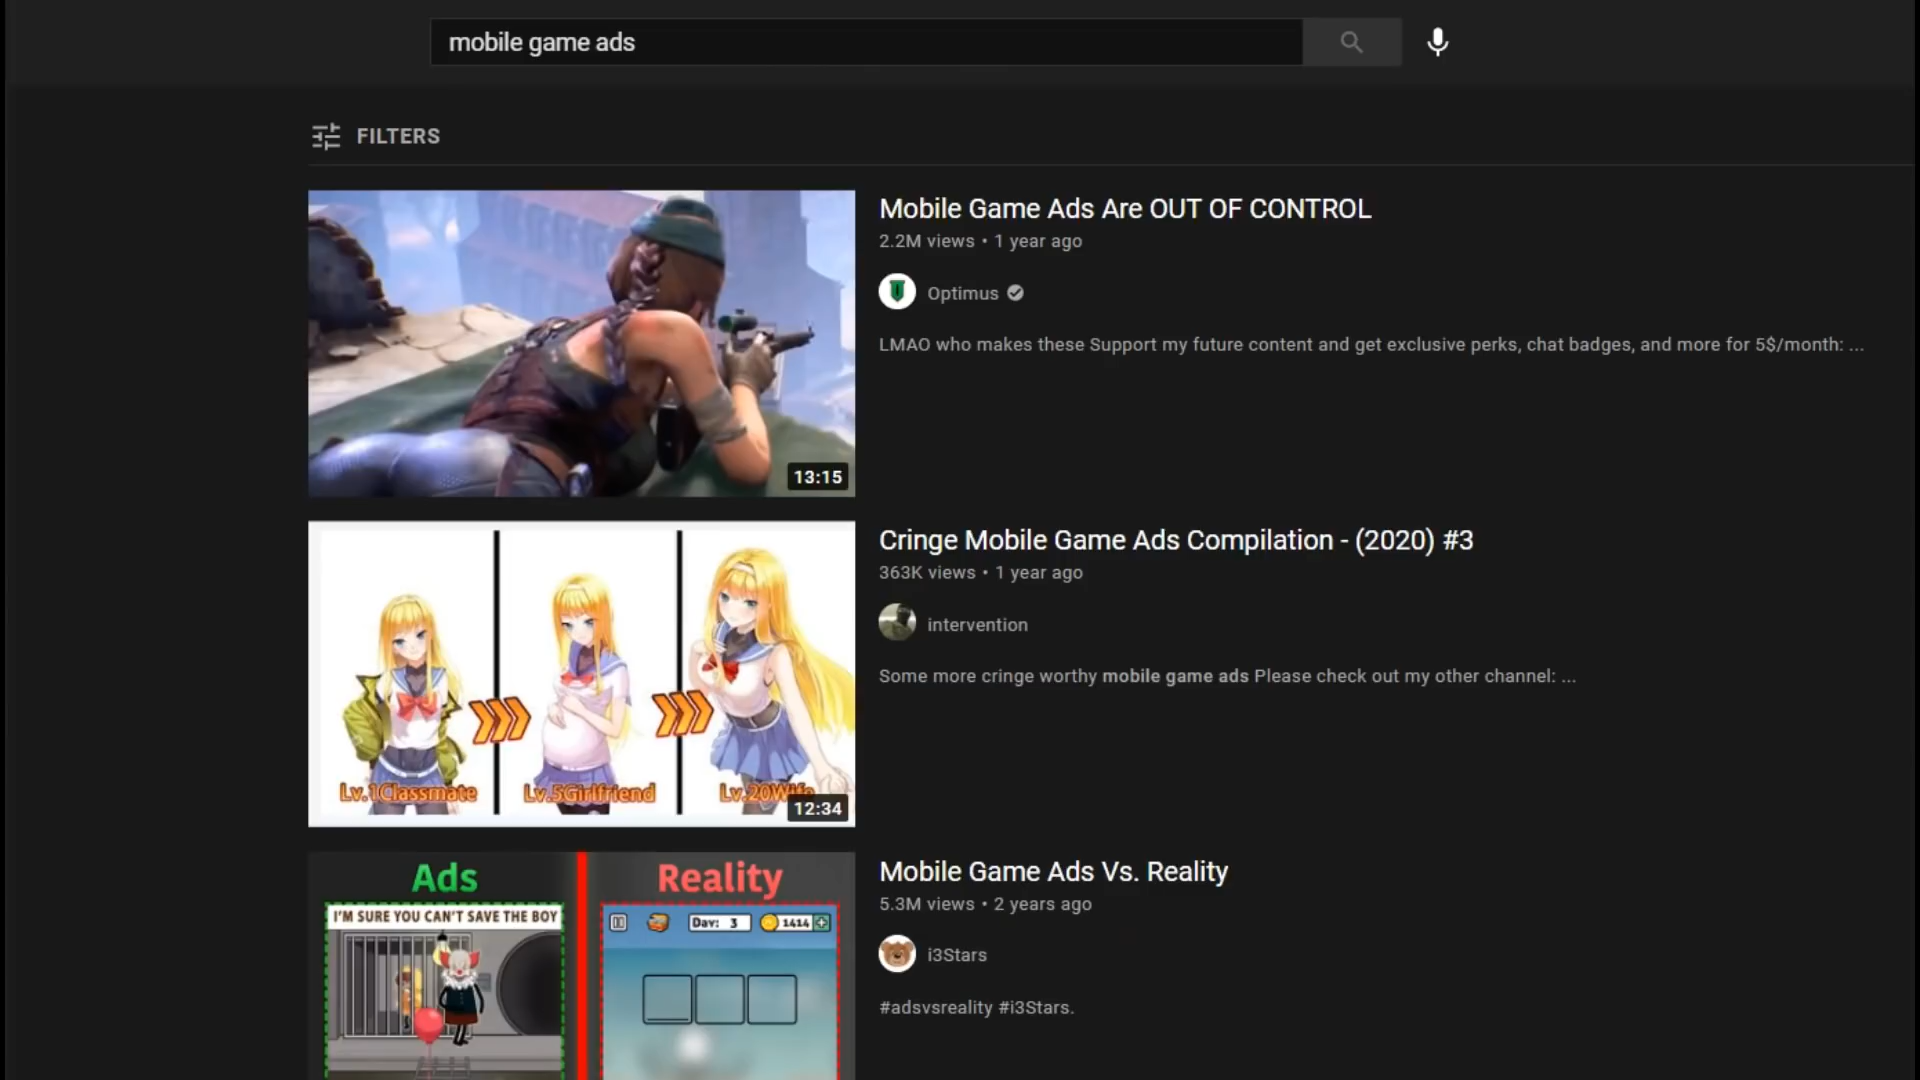 mobile game ads
FILTERS
13:15
Mobile Game Ads Are OUT OF CONTROL
2.2M views • 1 year ago
Optimus
LMAO who makes these Support my future content and get exclusive perks, chat badges, and more for 5$/month: ...
Lv.1Classmate
Lv.5Girlfriend
Lv.20Wife
12:34
Cringe Mobile Game Ads Compilation - (2020) #3
363K views • 1 year ago
intervention
Some more cringe worthy mobile game ads Please check out my other channel: ...
Ads
Reality
I'M SURE YOU CAN'T SAVE THE BOY
Day: 3
1414
Mobile Game Ads Vs. Reality
5.3M views • 2 years ago
i3Stars
#adsvsreality #i3Stars.